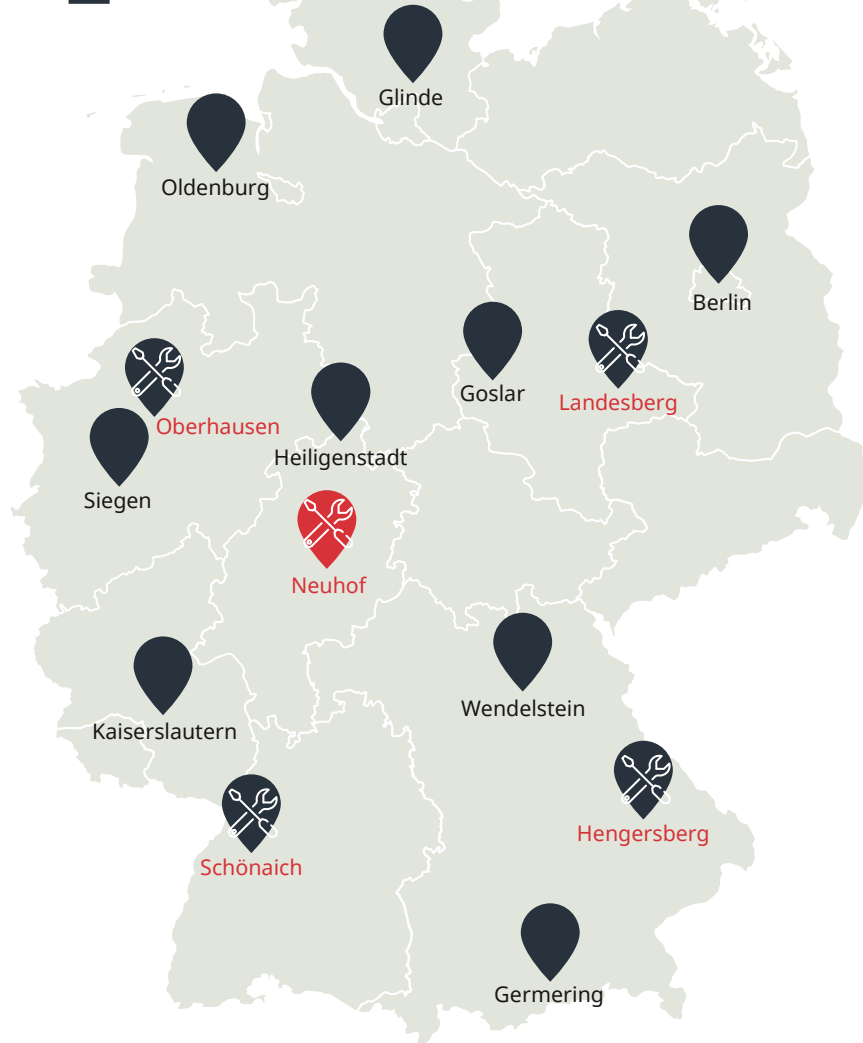 Glinde
Oldenburg
Berlin
Goslar
Landesberg
Oberhausen
Heiligenstadt
Siegen
Neuhof
Wendelstein
Kaiserslautern
Hengersberg
Schönaich
Germering